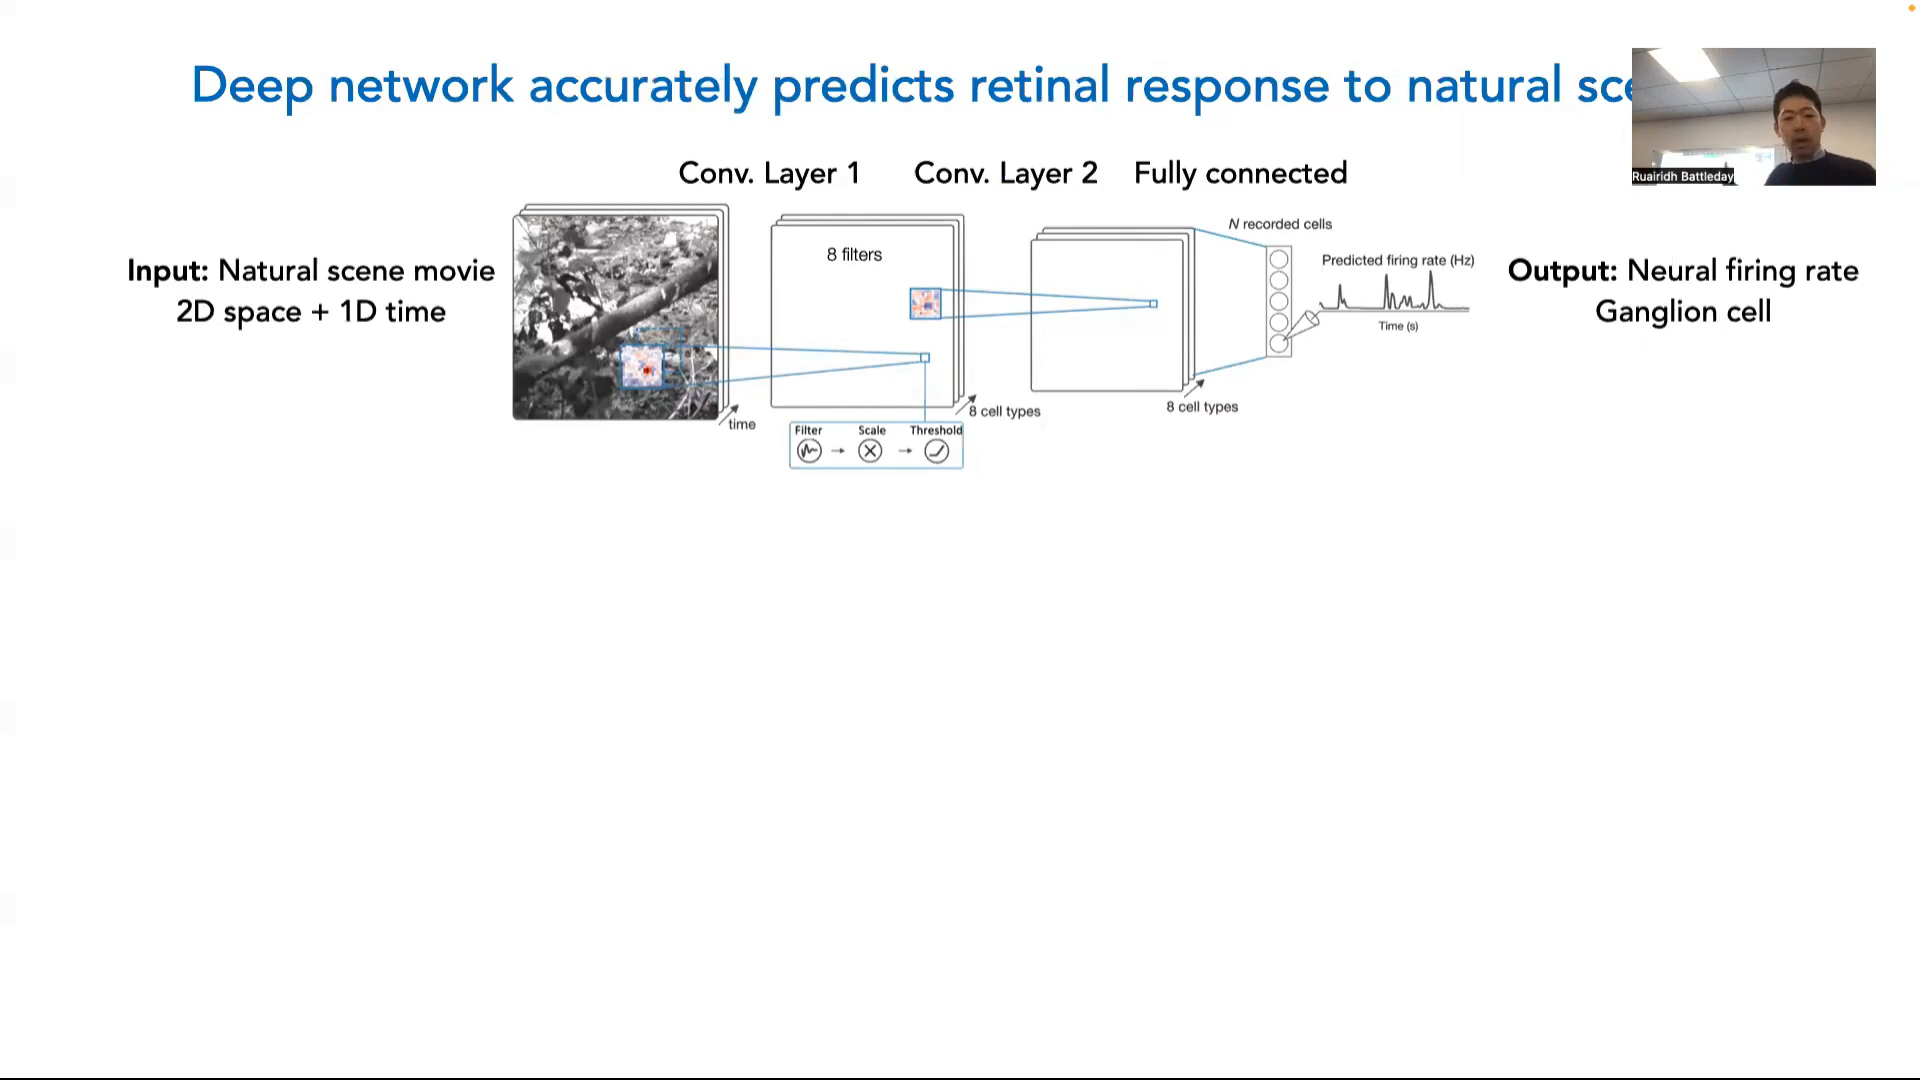 Deep network accurately predicts retinal response to natural
Ruairidh Battleday
Conv. Layer 1 Conv. Layer 2 Fully connected
N recorded cells
8 filters
Input: Natural scene movie
2D space + 1D time
Predicted firing rate (Hz)
Time (s)
Output: Neural firing rate
Ganglion cell
time
8 cell types
8 cell types
Filter Scale Threshold